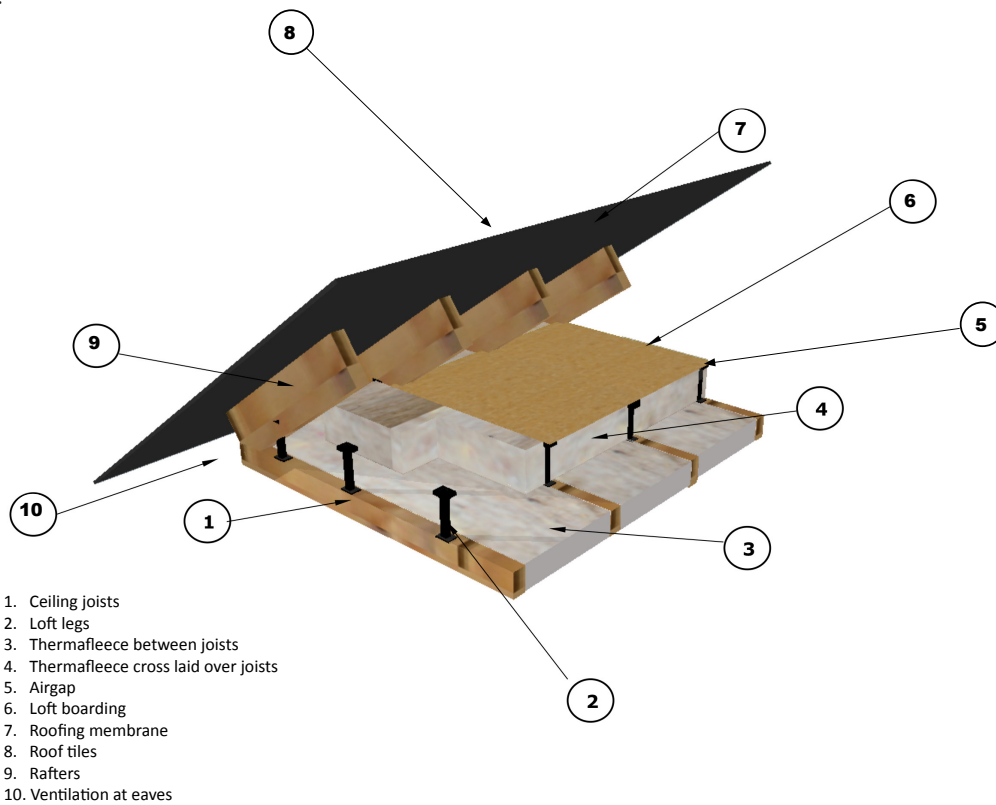 8
7
6
5
9
4
10
1
3
2
1. Ceiling joists
2. Loft legs
3. Thermafleece between joists
4. Thermafleece cross laid over joists
5. Airgap
6. Loft boarding
7. Roofing membrane
8. Roof tiles
9. Rafters
10. Ventilation at eaves